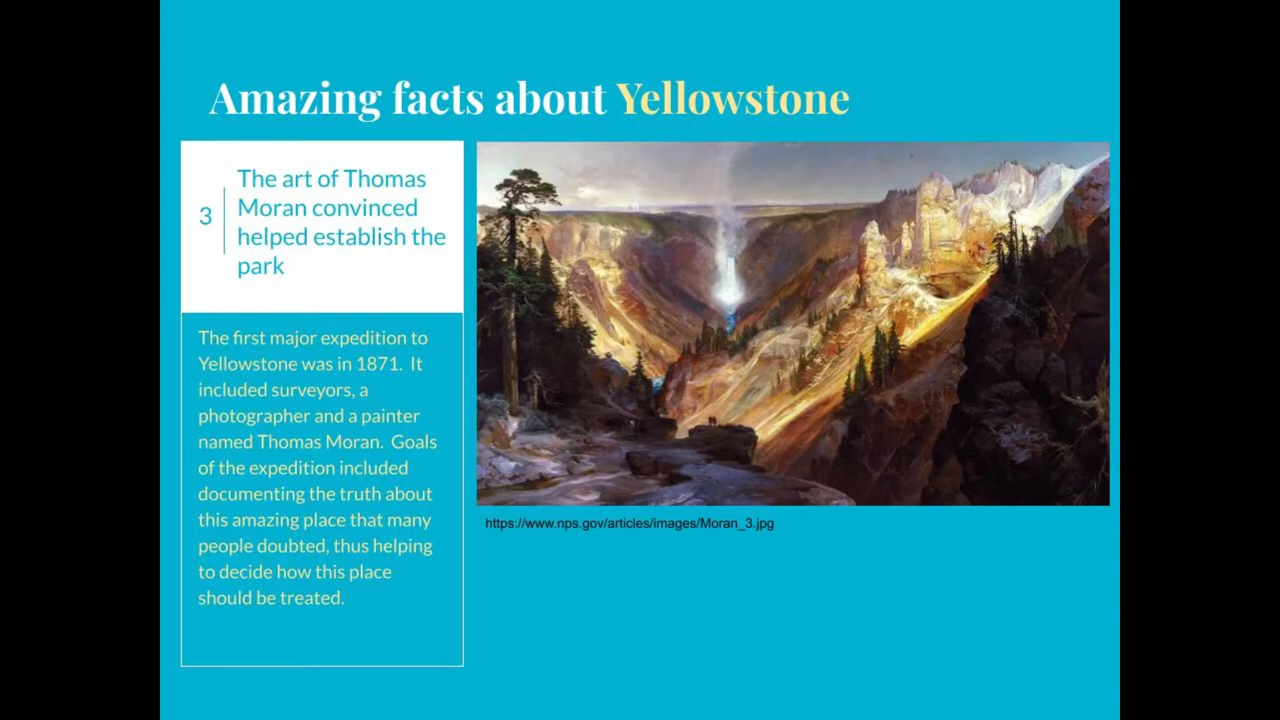 Amazing facts about Yellowstone
3
The art of Thomas
Moran convinced
helped establish the
park
The first major expedition to
Yellowstone was in 1871.  It
included surveyors, a
photographer and a painter
named Thomas Moran.  Goals
of the expedition included
documenting the truth about
this amazing place that many
people doubted, thus helping
to decide how this place
should be treated.
https://www.nps.gov/articles/images/Moran_3.jpg